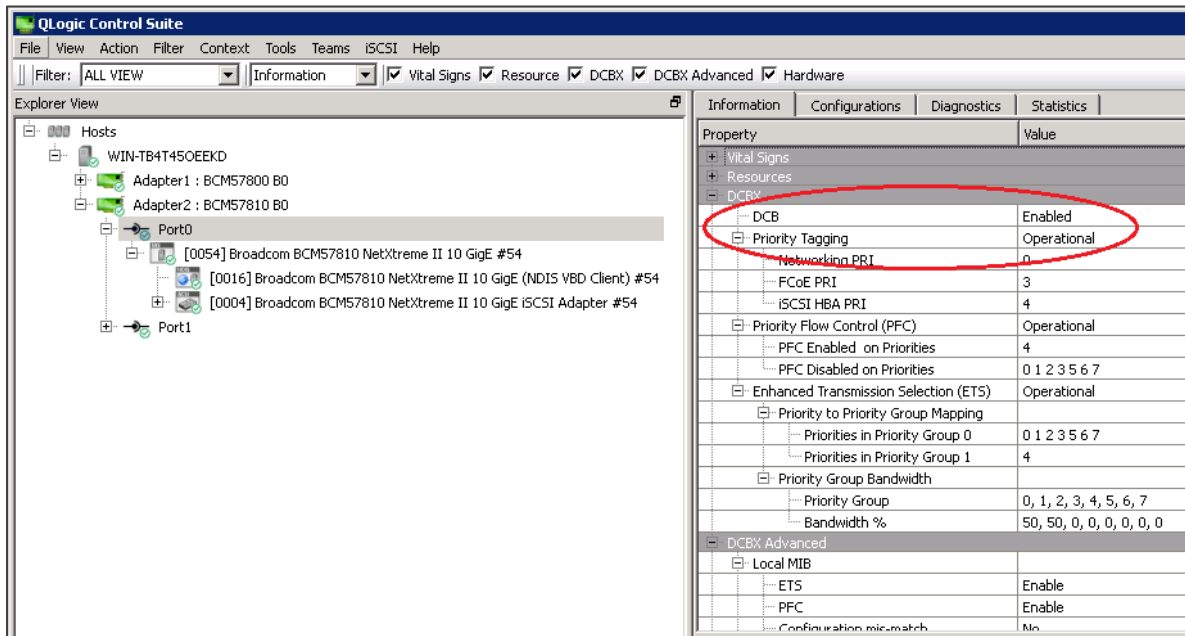 QLogic Control Suite
File View Action Filter Context Tools Teams iSCSI Help
Filter: ALL VIEW Information Vital Signs Resource DCBX DCBX Advanced Hardware
Explorer View
Hosts
WIN-TB4T45OEEKD
Adapter1 : BCM57800 B0
Adapter2 : BCM57810 B0
Port0
[0054] Broadcom BCM57810 NetXtreme II 10 GigE #54
[0016] Broadcom BCM57810 NetXtreme II 10 GigE (NDIS VBD Client) #54
[0004] Broadcom BCM57810 NetXtreme II 10 GigE iSCSI Adapter #54
Port1
Information Configurations Diagnostics Statistics
Property Value
Vital Signs
Resources
DCBX
DCB Enabled
Priority Tagging Operational
Networking PRI 0
FCoE PRI 3
iSCSI HBA PRI 4
Priority Flow Control (PFC) Operational
PFC Enabled on Priorities 4
PFC Disabled on Priorities 0 1 2 3 5 6 7
Enhanced Transmission Selection (ETS) Operational
Priority to Priority Group Mapping
Priorities in Priority Group 0 0 1 2 3 5 6 7
Priorities in Priority Group 1 4
Priority Group Bandwidth
Priority Group 0, 1, 2, 3, 4, 5, 6, 7
Bandwidth % 50, 50, 0, 0, 0, 0, 0, 0
DCBX Advanced
Local MIB
ETS Enable
PFC Enable
Configuration mis-match No